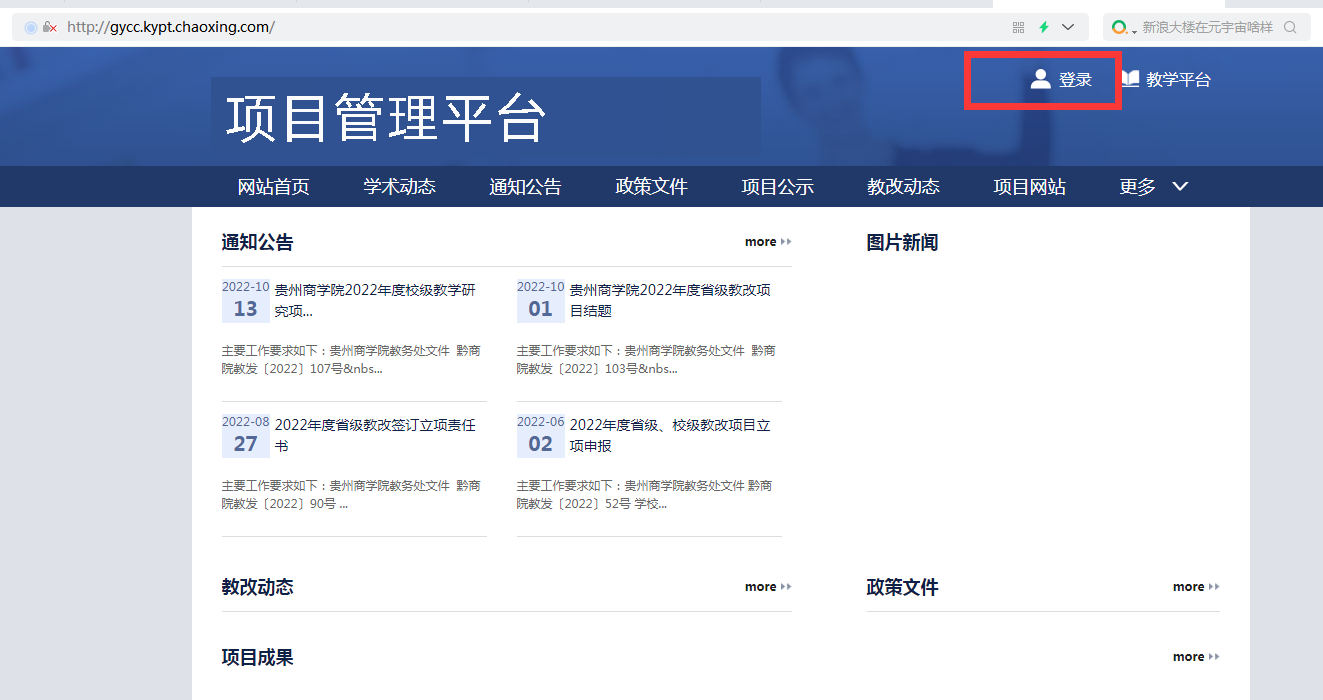 http://gycc.kypt.chaoxing.com/
新浪大楼在元宇宙啥样
登录
教学平台
项目管理平台
网站首页 学术动态 通知公告 政策文件 项目公示 教改动态 项目网站 更多
通知公告
more
图片新闻
2022-10
13
贵州商学院2022年度校级教学研
究项...
主要工作要求如下：贵州商学院教务处文件 黔商
院教发〔2022〕107号&nbs...
2022-10
01
贵州商学院2022年度省级教改项
目结题
主要工作要求如下：贵州商学院教务处文件 黔商
院教发〔2022〕103号&nbs...
2022-08
27
2022年度省级教改签订立项责任
书
主要工作要求如下：贵州商学院教务处文件 黔商
院教发〔2022〕90号 ...
2022-06
02
2022年度省级、校级教改项目立
项申报
主要工作要求如下：贵州商学院教务处文件 黔商
院教发〔2022〕52号 学校...
教改动态
more
政策文件
more
项目成果
more